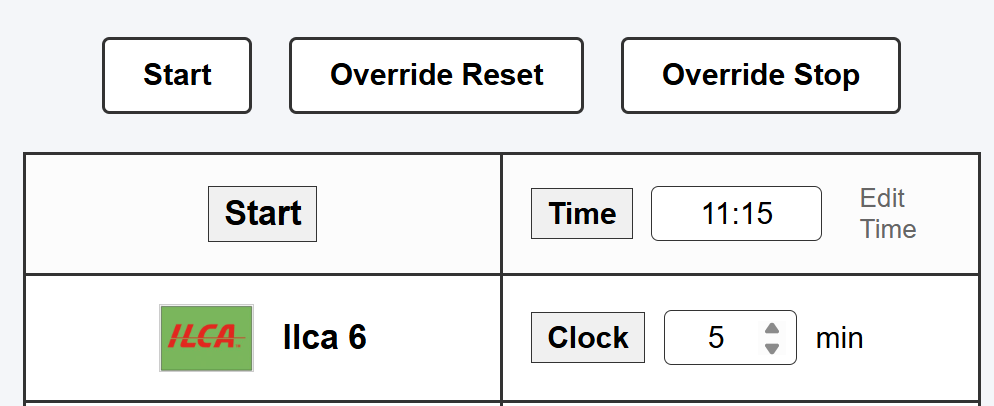 Start Override Reset Override Stop
Start Time 11:15 Edit
Time
ILCA Ilca 6 Clock 5 min